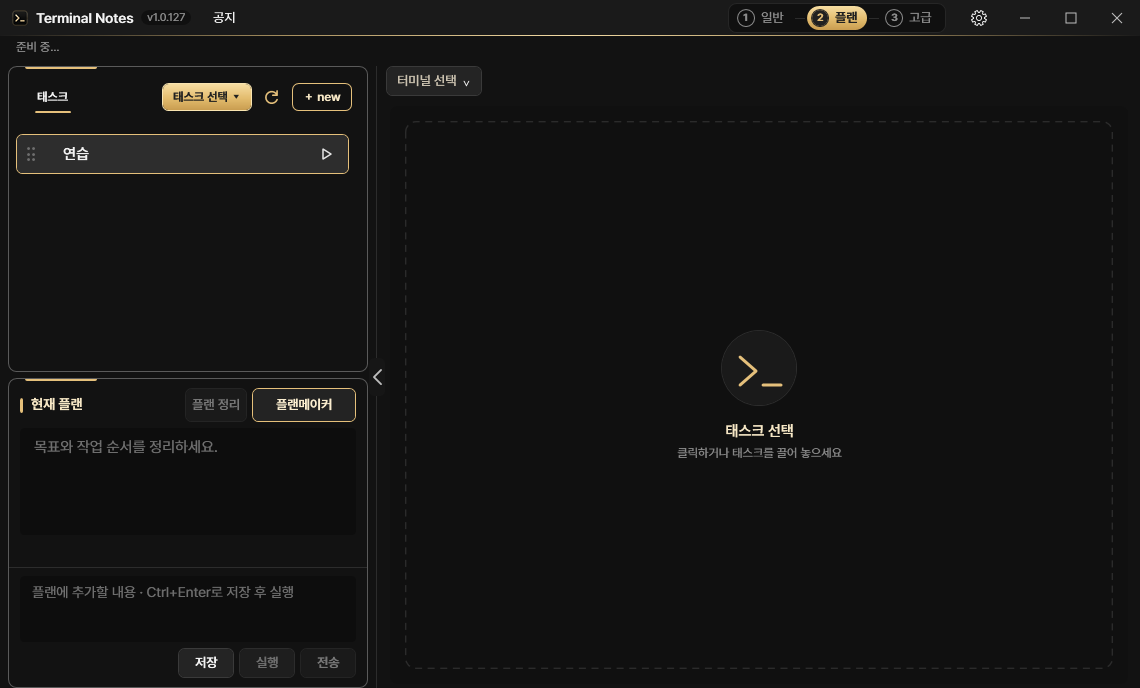 Terminal Notes v1.0.127 공지 1 일반 2 플랜 3 고급
준비 중...
태스크 태스크 선택 ▾ + new
터미널 선택
연습
태스크 선택
클릭하거나 태스크를 끌어 놓으세요
현재 플랜 플랜 정리 플랜메이커
목표와 작업 순서를 정리하세요.
플랜에 추가할 내용 · Ctrl+Enter로 저장 후 실행
저장 실행 전송